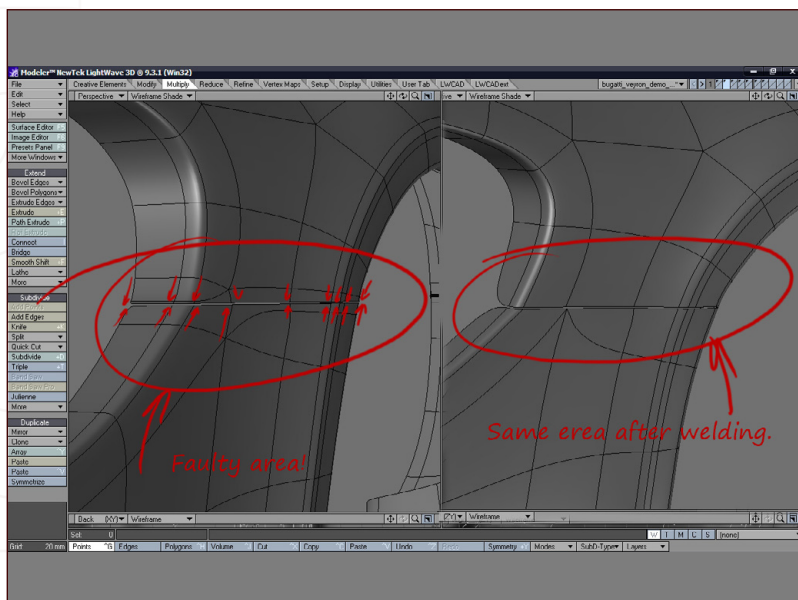 Modeler™ NewTek LightWave 3D @ 9.3.1 (Win32)
File Creative Elements Modify Multiply Reduce Refine Vertex Maps Setup Display Utilities User Tab LWCAD LWCADext bugatti_veyron_demo_...*
Edit Perspective Wireframe Shade Wireframe Shade
Select
Help
Surface Editor
Image Editor
Presets Panel
More Windows
Extend
Bevel Edges
Bevel Polygons
Extrude Edges
Extrude
Path Extrude
Connect
Bridge
Smooth Shift
Lathe
More
Subdivide
Add Edges
Knife
Split
Quick Cut
Subdivide
Triple
Julienne
More
Duplicate
Mirror
Clone
Array
Paste
Paste
Symmetrize
Faulty area!
Same erea after welding.
Back (XY) Wireframe Wireframe
Sel: 0 W T M C S (none)
Grid: 20 mm Points ^G Edges Polygons Volume Cut Copy Paste Undo Symmetry Modes SubD-Type Layers